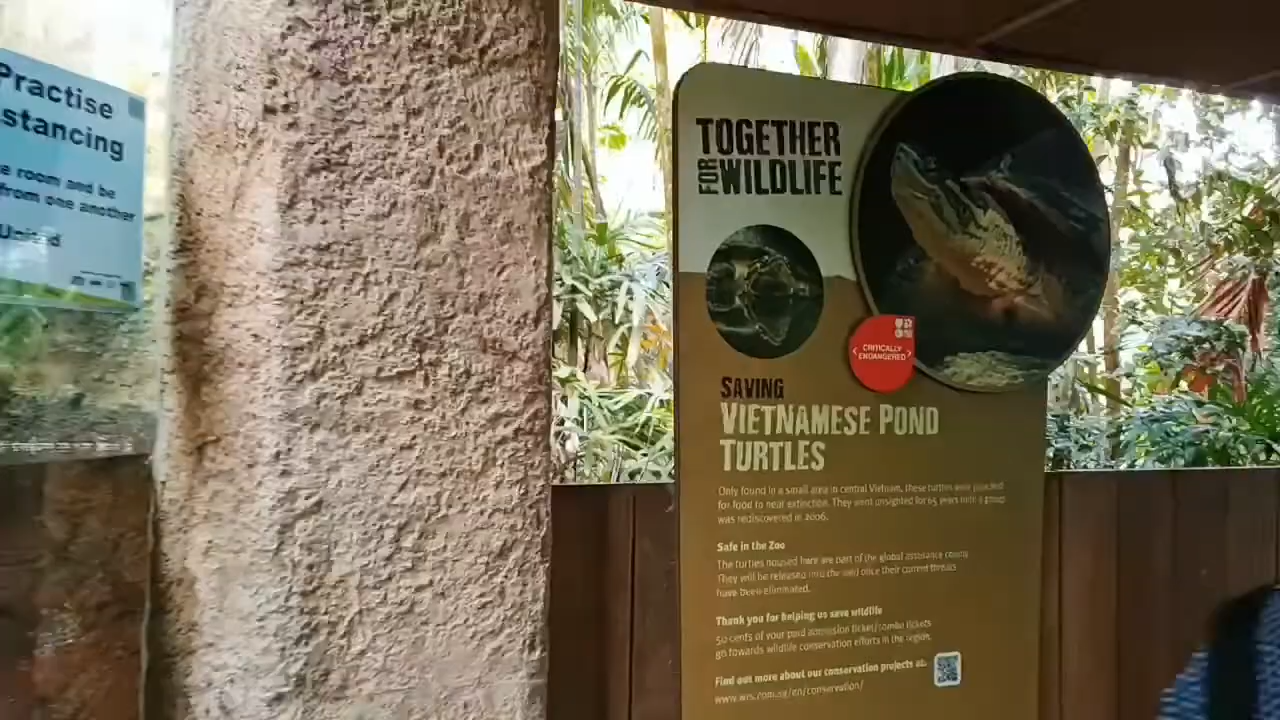 Practise
stancing
e room and be
from one another
United
TOGETHER
FOR WILDLIFE
CRITICALLY
ENDANGERED
SAVING
VIETNAMESE POND
TURTLES
Only found in a small area in central Vietnam, these turtles were poached
for food to near extinction. They went unsighted for 65 years until a group
was rediscovered in 2006.
Safe in the Zoo
The turtles housed here are part of the global assurance colony.
They will be released into the wild once their current threats
have been eliminated.
Thank you for helping us save wildlife
50 cents of your paid admission ticket/combo tickets
go towards wildlife conservation efforts in the region.
Find out more about our conservation projects at:
www.wrs.com.sg/en/conservation/